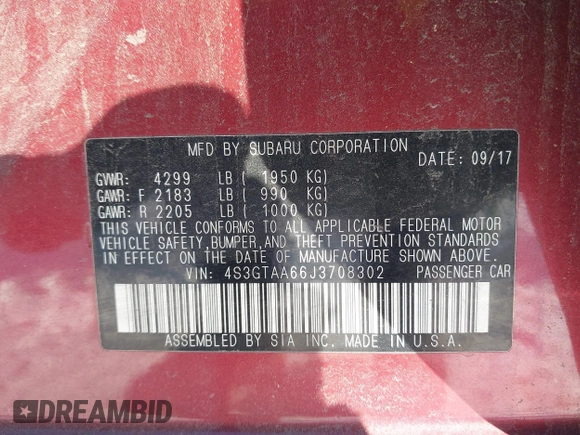 MFD BY SUBARU CORPORATION
DATE: 09/17
GVWR: 4299 LB ( 1950 KG)
GAWR: F 2183 LB ( 990 KG)
GAWR: R 2205 LB ( 1000 KG)
THIS VEHICLE CONFORMS TO ALL APPLICABLE FEDERAL MOTOR
VEHICLE SAFETY,BUMPER,AND THEFT PREVENTION STANDARDS
IN EFFECT ON THE DATE OF MANUFACTURE SHOWN ABOVE.
VIN: 4S3GTAA66J3708302 PASSENGER CAR
ASSEMBLED BY SIA INC. MADE IN U.S.A.
DREAMBID